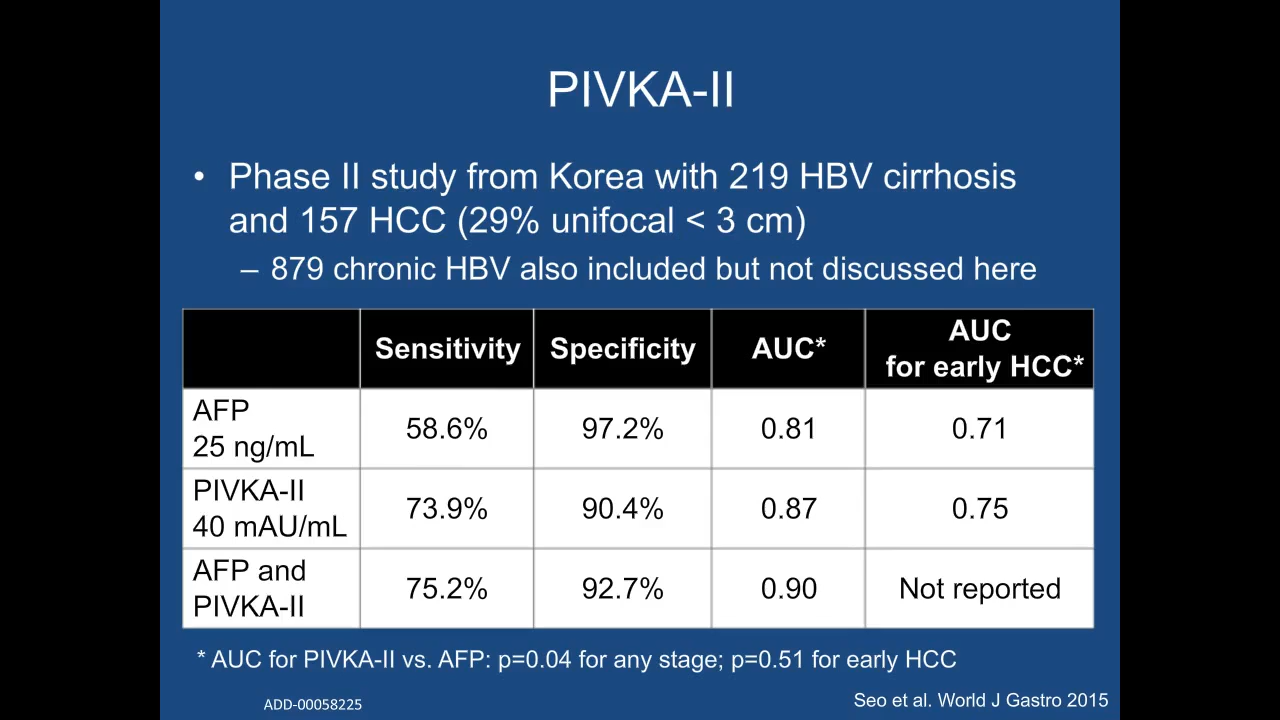 PIVKA-II
• Phase II study from Korea with 219 HBV cirrhosis
and 157 HCC (29% unifocal < 3 cm)
– 879 chronic HBV also included but not discussed here
Sensitivity Specificity AUC* AUC
for early HCC*
AFP
25 ng/mL 58.6% 97.2% 0.81 0.71
PIVKA-II
40 mAU/mL 73.9% 90.4% 0.87 0.75
AFP and
PIVKA-II 75.2% 92.7% 0.90 Not reported
* AUC for PIVKA-II vs. AFP: p=0.04 for any stage; p=0.51 for early HCC
ADD-00058225
Seo et al. World J Gastro 2015